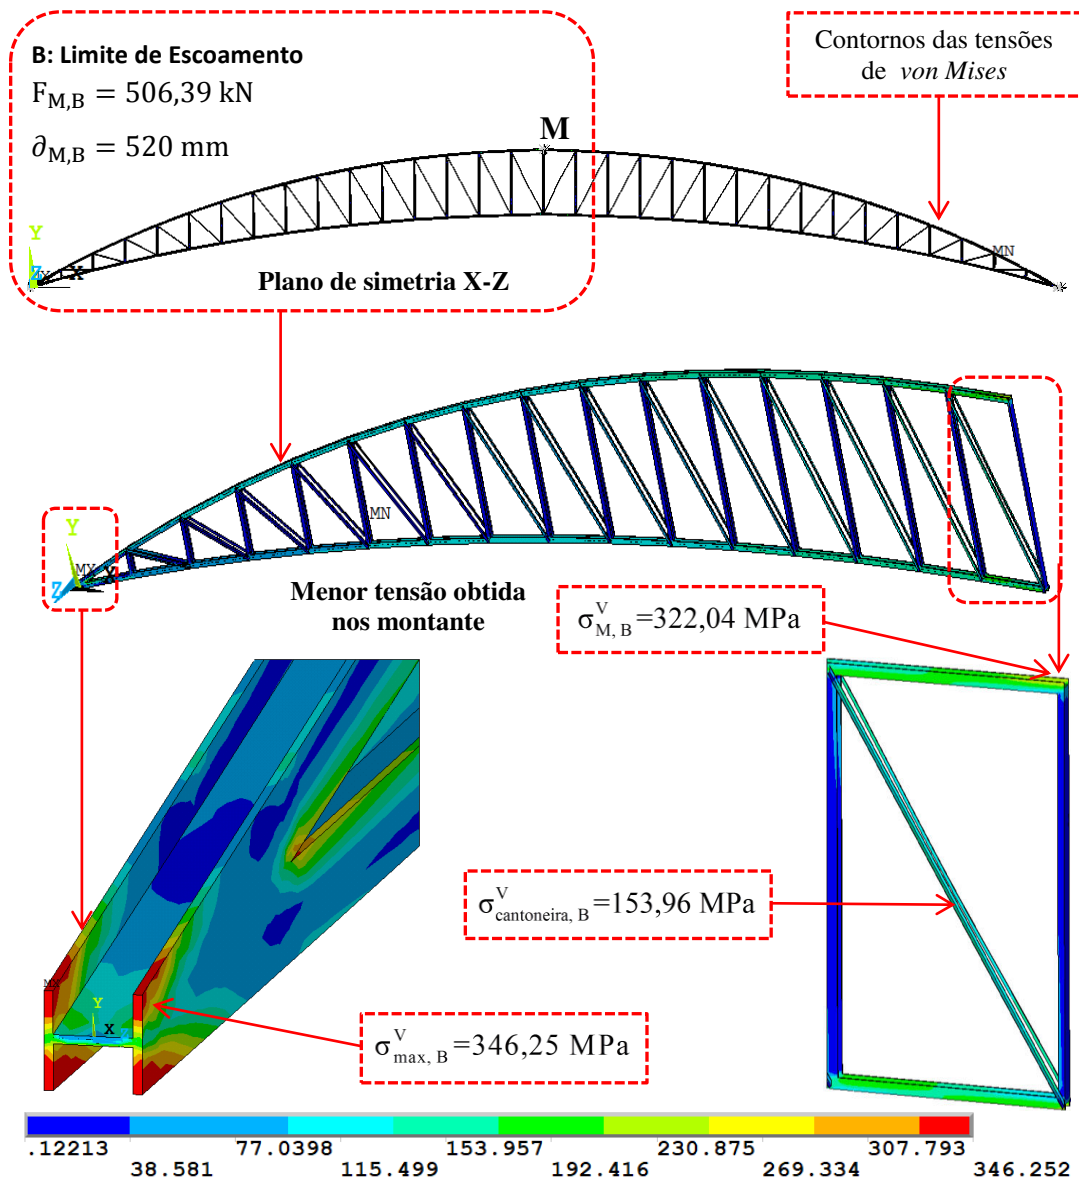 B: Limite de Escoamento
F_M,B = 506,39 kN
∂_M,B = 520 mm
Contornos das tensões
de von Mises
M
MN
Y
Z
X
Plano de simetria X-Z
MN
Y
MX
Z
X
Menor tensão obtida
nos montante
σ^V_M, B=322,04 MPa
σ^V_cantoneira, B=153,96 MPa
Y
X
σ^V_max, B=346,25 MPa
.12213 77.0398 153.957 230.875 307.793
38.581 115.499 192.416 269.334 346.252